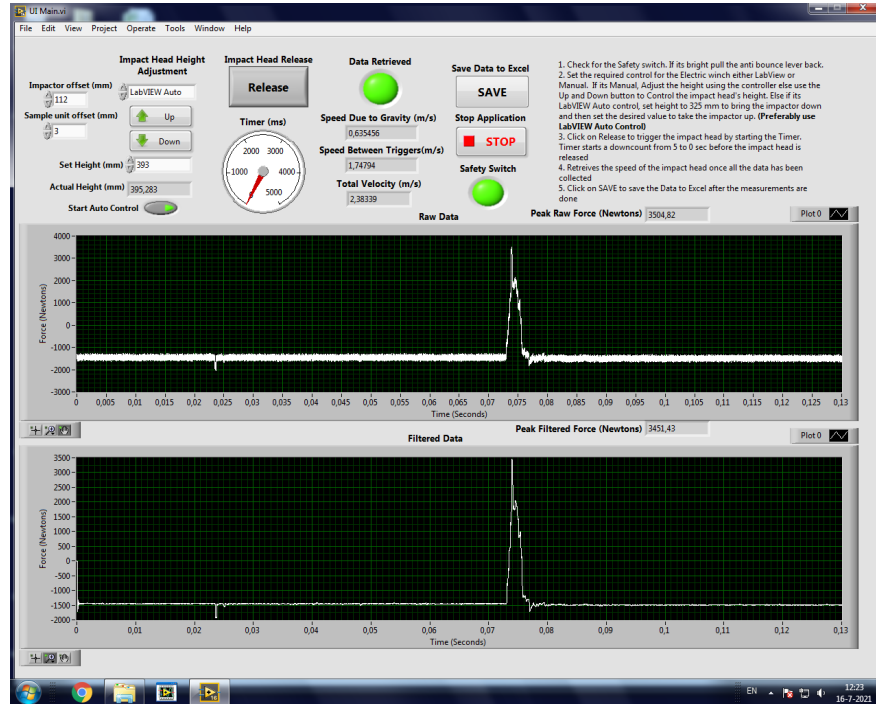 UI Main.vi
File Edit View Project Operate Tools Window Help
Impact Head Height
Adjustment
Impactor offset (mm)
112
LabVIEW Auto
Sample unit offset (mm)
3
Up
Down
Set Height (mm) 393
Actual Height (mm) 395,283
Start Auto Control
Impact Head Release
Release
Timer (ms)
2000 3000
1000 4000
0 5000
Data Retrieved
Speed Due to Gravity (m/s)
0,635456
Speed Between Triggers(m/s)
1,74794
Total Velocity (m/s)
2,38339
Save Data to Excel
SAVE
Stop Application
STOP
Safety Switch
1. Check for the Safety switch. If its bright pull the anti bounce lever back.
2. Set the required control for the Electric winch either LabView or
Manual. If its Manual, Adjust the height using the controller else use the
Up and Down button to Control the impact head's height. Else if its
LabVIEW Auto control, set height to 325 mm to bring the impactor down
and then set the desired value to take the impactor up. (Preferably use
LabVIEW Auto Control)
3. Click on Release to trigger the impact head by starting the Timer.
Timer starts a downcount from 5 to 0 sec before the impact head is
released
4. Retreives the speed of the impact head once all the data has been
collected
5. Click on SAVE to save the Data to Excel after the measurements are
done
Raw Data
Peak Raw Force (Newtons) 3504,82
Plot 0
Force (Newtons)
4000
3000
2000
1000
0
-1000
-2000
-3000
0 0,005 0,01 0,015 0,02 0,025 0,03 0,035 0,04 0,045 0,05 0,055 0,06 0,065 0,07 0,075 0,08 0,085 0,09 0,095 0,1 0,105 0,11 0,115 0,12 0,125 0,13
Time (Seconds)
Filtered Data
Peak Filtered Force (Newtons) 3451,43
Plot 0
Force (Newtons)
3500
3000
2500
2000
1500
1000
500
0
-500
-1000
-1500
-2000
0 0,01 0,02 0,03 0,04 0,05 0,06 0,07 0,08 0,09 0,1 0,11 0,12 0,13
Time (Seconds)
EN
12:23
16-7-2021